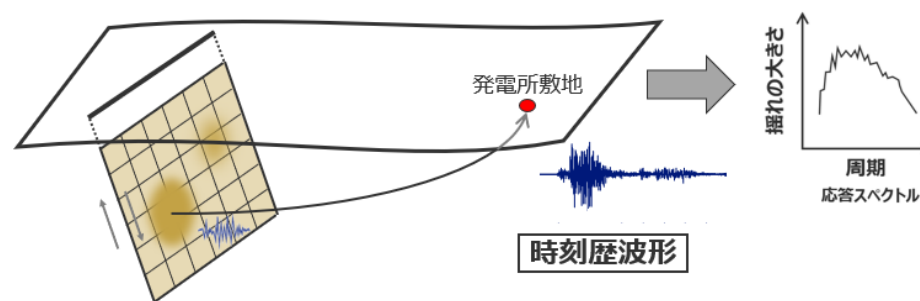 発電所敷地
時刻歴波形
揺れの大きさ
周期
応答スペクトル